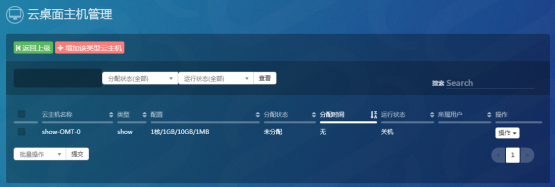 云桌面主机管理
返回上级 增加该类型云主机
分配状态(全部) 运行状态(全部) 查看
搜索 Search
云主机名称 类型 配置 分配状态 分配时间 运行状态 所属用户 操作
show-OMT-0 show 1核/1GB/10GB/1MB 未分配 无 关机 操作
批量操作 提交 1